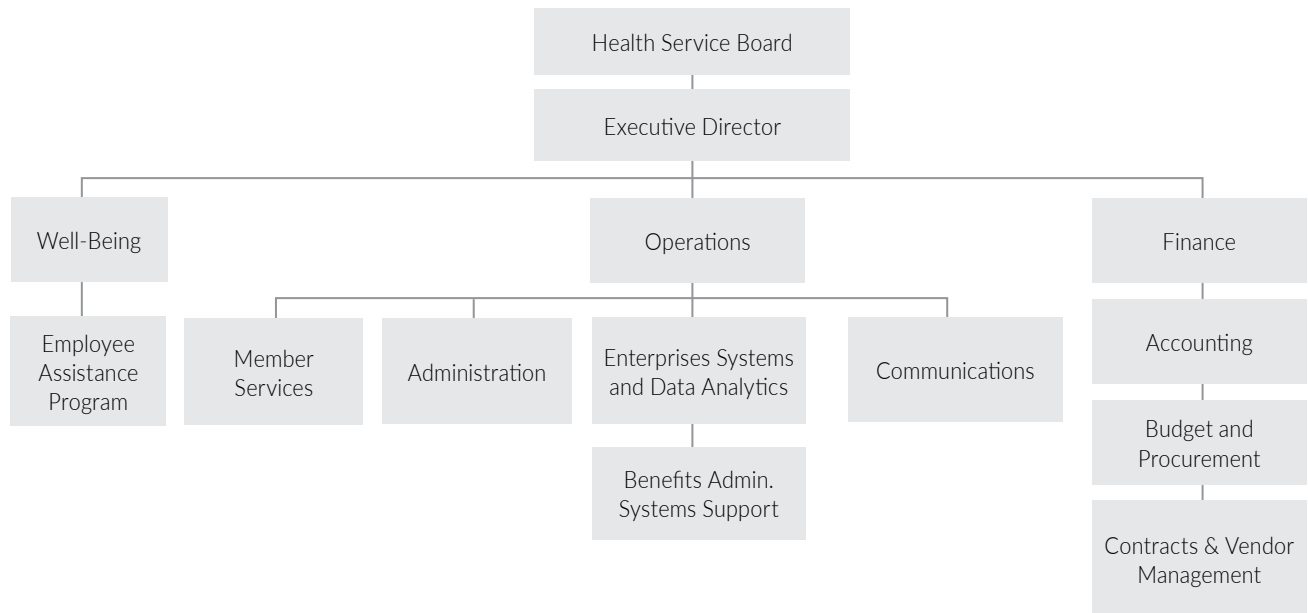 Health Service Board
Executive Director
Well-Being
Operations
Finance
Employee
Assistance
Program
Member
Services
Administration
Enterprises Systems
and Data Analytics
Communications
Accounting
Benefits Admin.
Systems Support
Budget and
Procurement
Contracts & Vendor
Management